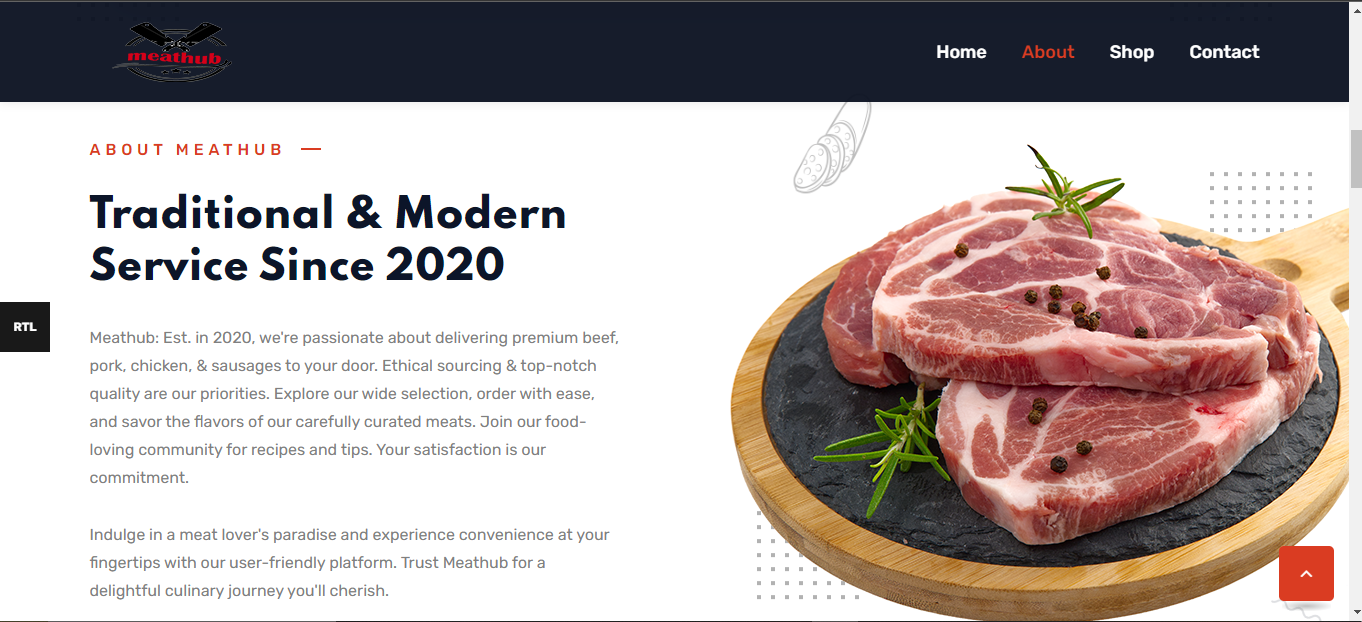 meathub
Home About Shop Contact
ABOUT MEATHUB
Traditional & Modern
Service Since 2020
RTL
Meathub: Est. in 2020, we're passionate about delivering premium beef,
pork, chicken, & sausages to your door. Ethical sourcing & top-notch
quality are our priorities. Explore our wide selection, order with ease,
and savor the flavors of our carefully curated meats. Join our food-
loving community for recipes and tips. Your satisfaction is our
commitment.
Indulge in a meat lover's paradise and experience convenience at your
fingertips with our user-friendly platform. Trust Meathub for a
delightful culinary journey you'll cherish.